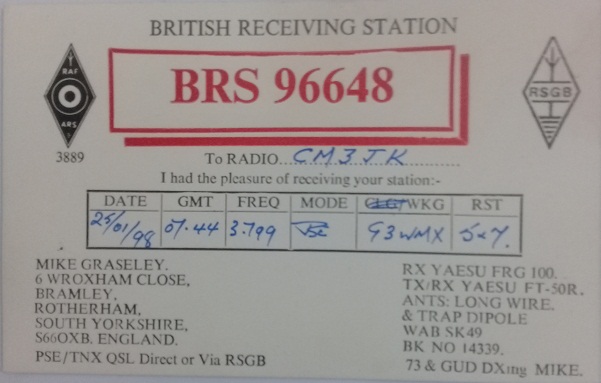 BRITISH RECEIVING STATION
RAF
ARS
3889
BRS 96648
RSGB
To RADIO CM3JK
I had the pleasure of receiving your station:-
DATE GMT FREQ MODE WKG RST
25/01/98 07.44 3.799 G3WMX 5x7.
MIKE GRASELEY.
6 WROXHAM CLOSE,
BRAMLEY,
ROTHERHAM,
SOUTH YORKSHIRE,
S66OXB. ENGLAND.
PSE/TNX QSL Direct or Via RSGB
RX YAESU FRG 100.
TX/RX YAESU FT-50R.
ANTS: LONG WIRE.
& TRAP DIPOLE
WAB SK49
BK NO 14339.
73 & GUD DXing MIKE.